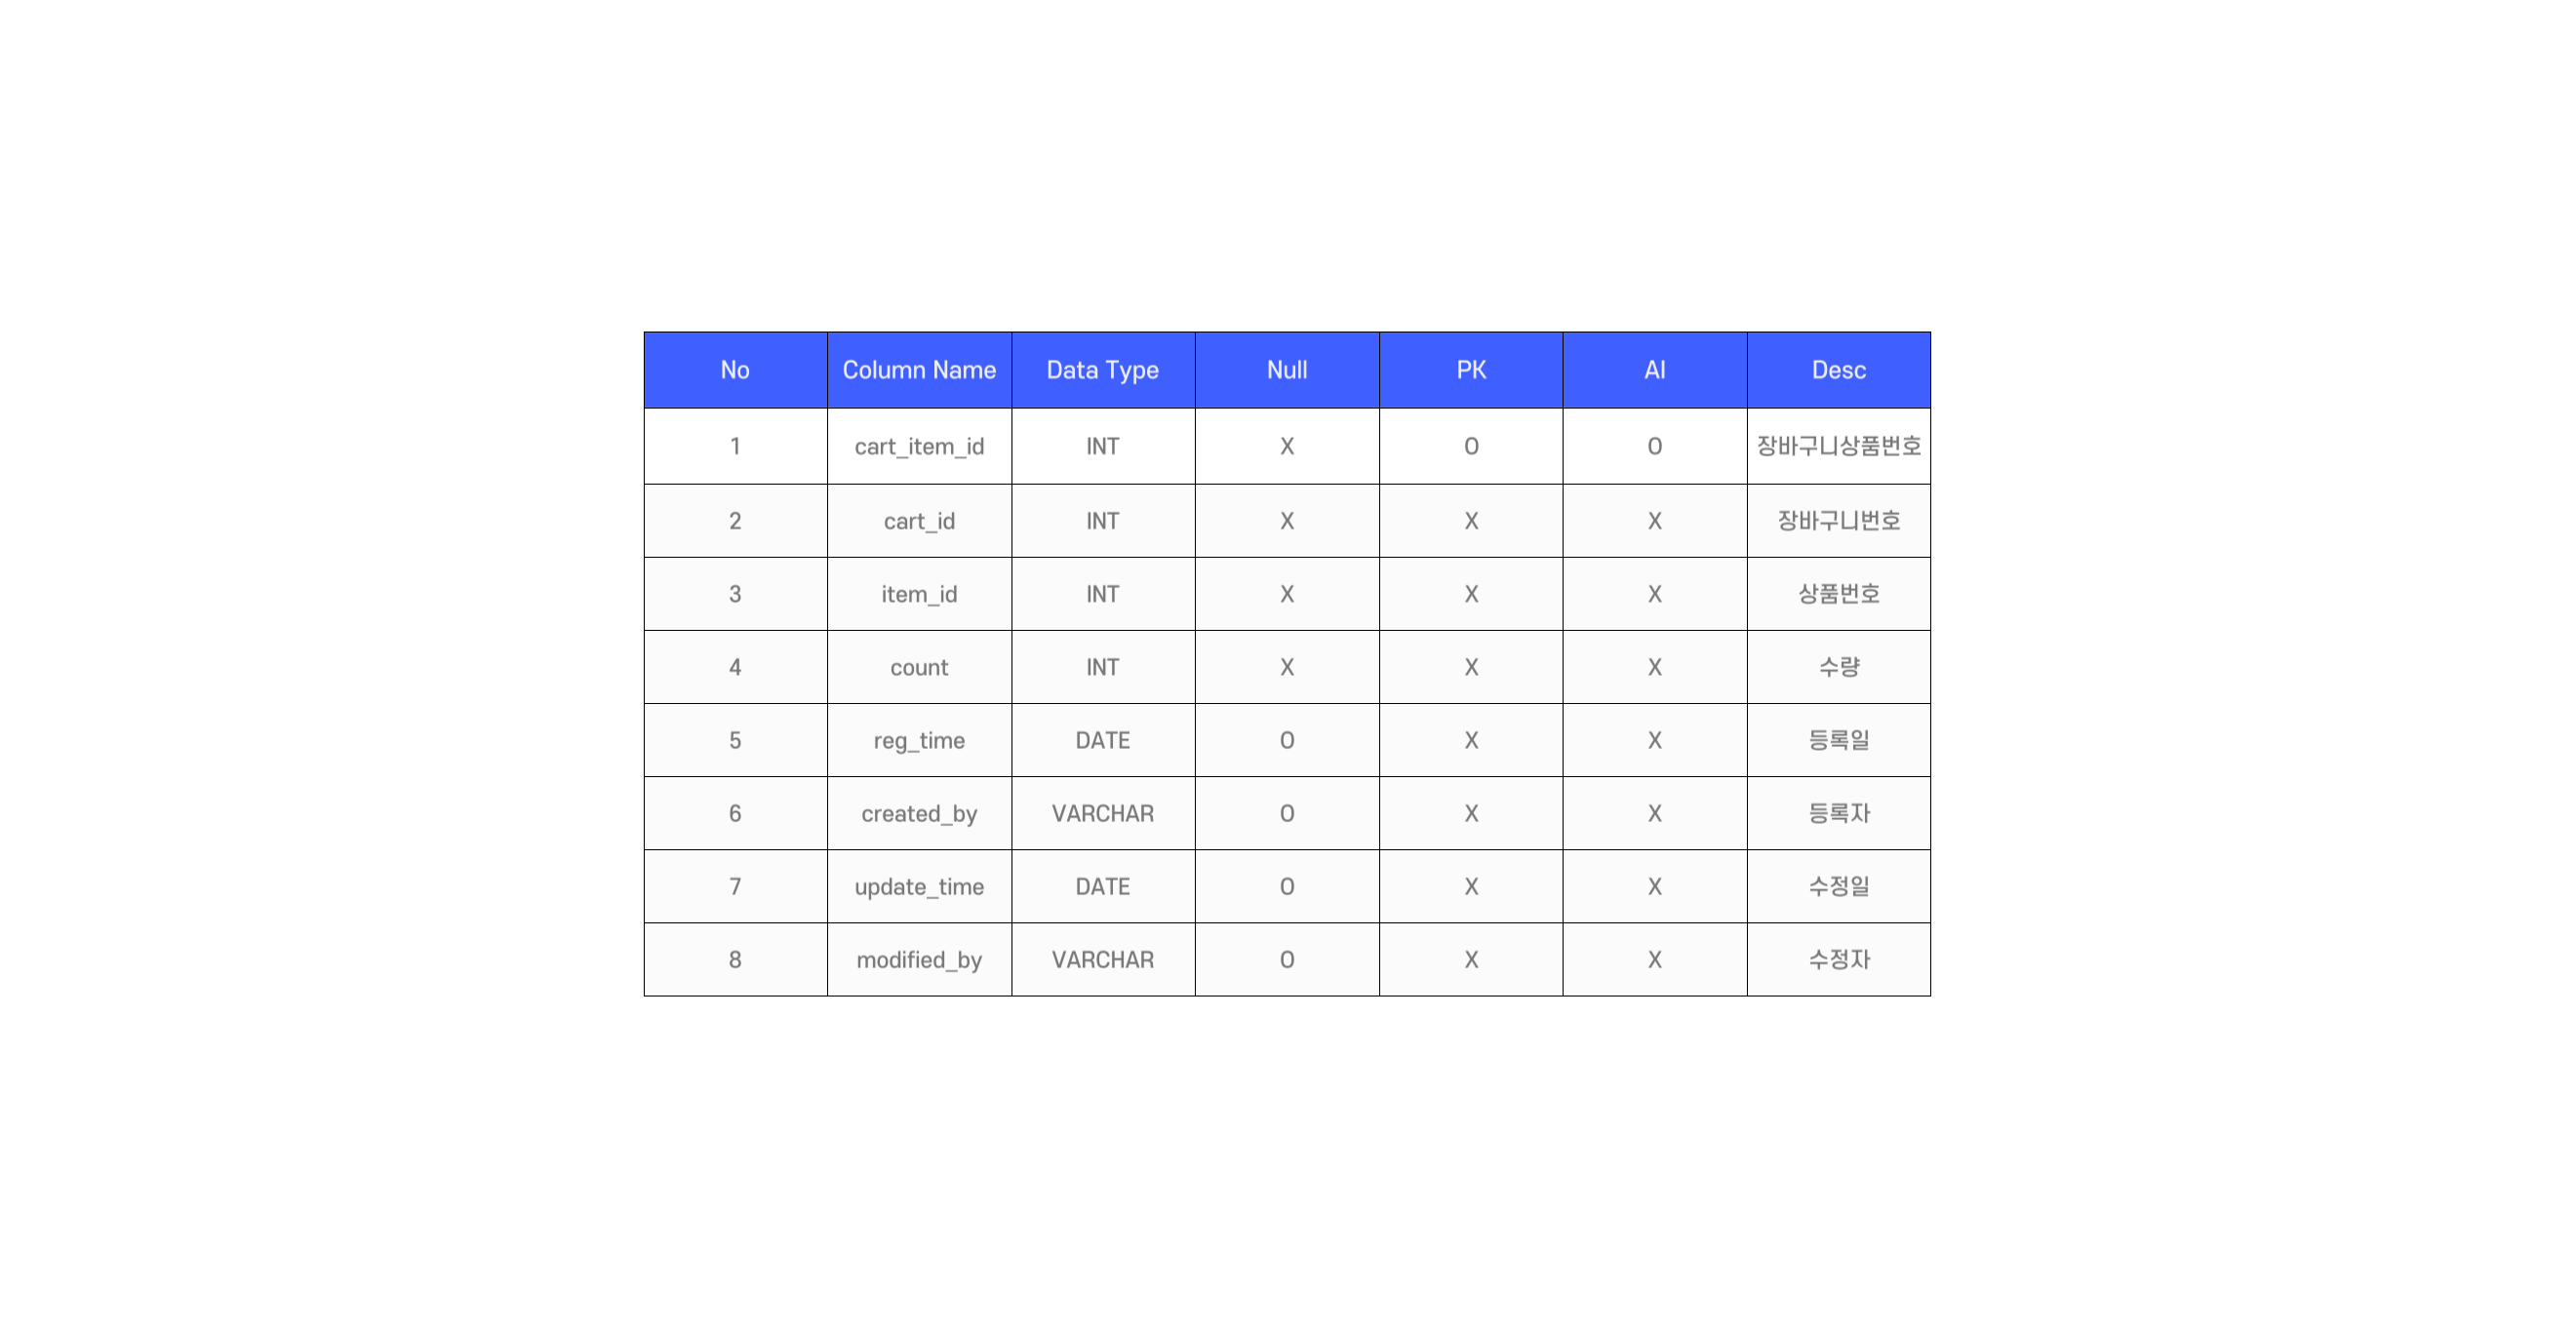 No Column Name Data Type Null PK AI Desc
1 cart_item_id INT X O O 장바구니상품번호
2 cart_id INT X X X 장바구니번호
3 item_id INT X X X 상품번호
4 count INT X X X 수량
5 reg_time DATE O X X 등록일
6 created_by VARCHAR O X X 등록자
7 update_time DATE O X X 수정일
8 modified_by VARCHAR O X X 수정자